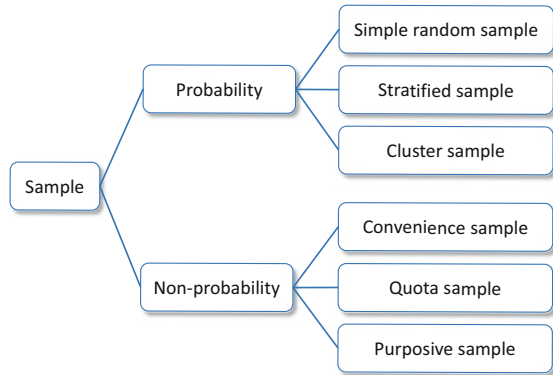 Sample
Probability
Simple random sample
Stratified sample
Cluster sample
Non-probability
Convenience sample
Quota sample
Purposive sample